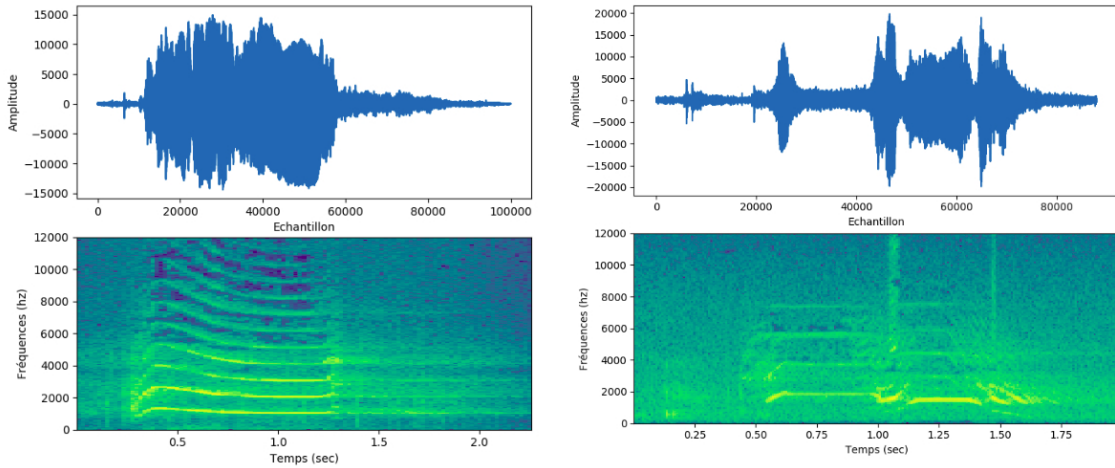 15000
10000
5000
0
−5000
−10000
−15000
Amplitude
0 20000 40000 60000 80000 100000
Echantillon
12000
10000
8000
6000
4000
2000
0
Fréquences (hz)
0.5 1.0 1.5 2.0
Temps (sec)
20000
15000
10000
5000
0
−5000
−10000
−15000
−20000
Amplitude
0 20000 40000 60000 80000
Echantillon
12000
10000
8000
6000
4000
2000
0
Fréquences (hz)
0.25 0.50 0.75 1.00 1.25 1.50 1.75
Temps (sec)